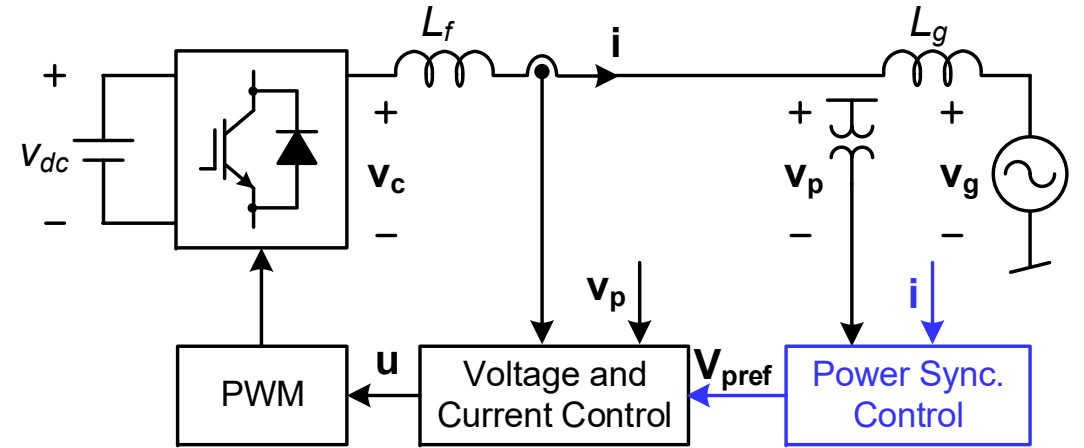 L_f
i
L_g
+
+
+
+
v_dc
v_c
v_p
v_g
−
−
−
−
v_p
i
u
V_pref
PWM
Voltage and
Current Control
Power Sync.
Control